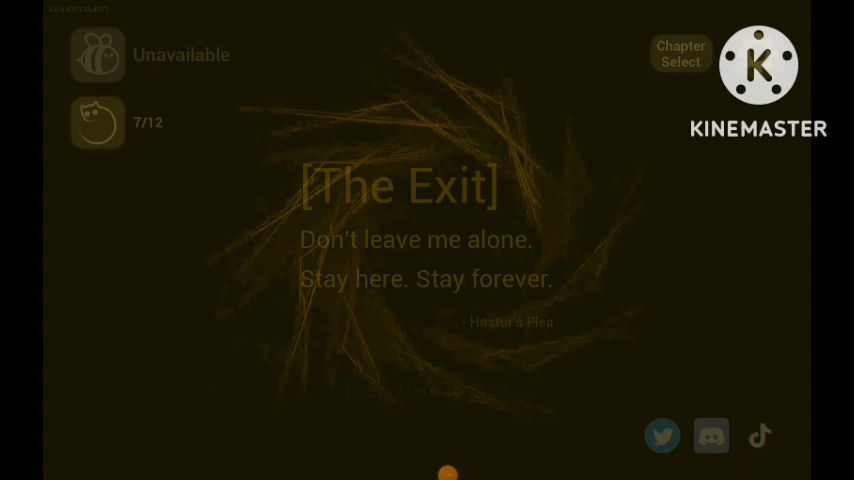 Unavailable
Chapter
Select
KINEMASTER
7/12
[The Exit]
Don't leave me alone.
Stay here. Stay forever.
- Hastur's Plea